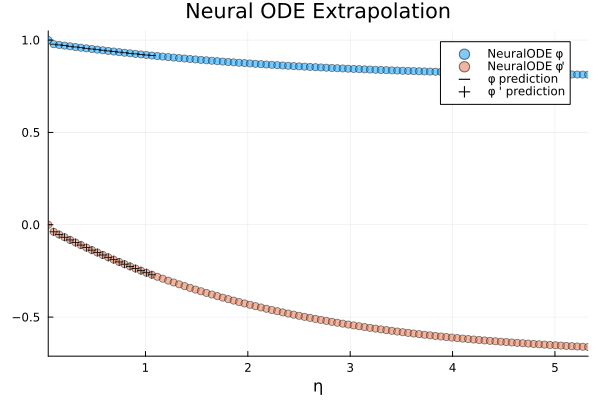 Neural ODE Extrapolation
1.0
0.5
0.0
−0.5
1
2
3
4
5
η
NeuralODE φ
NeuralODE φ'
φ prediction
φ ' prediction